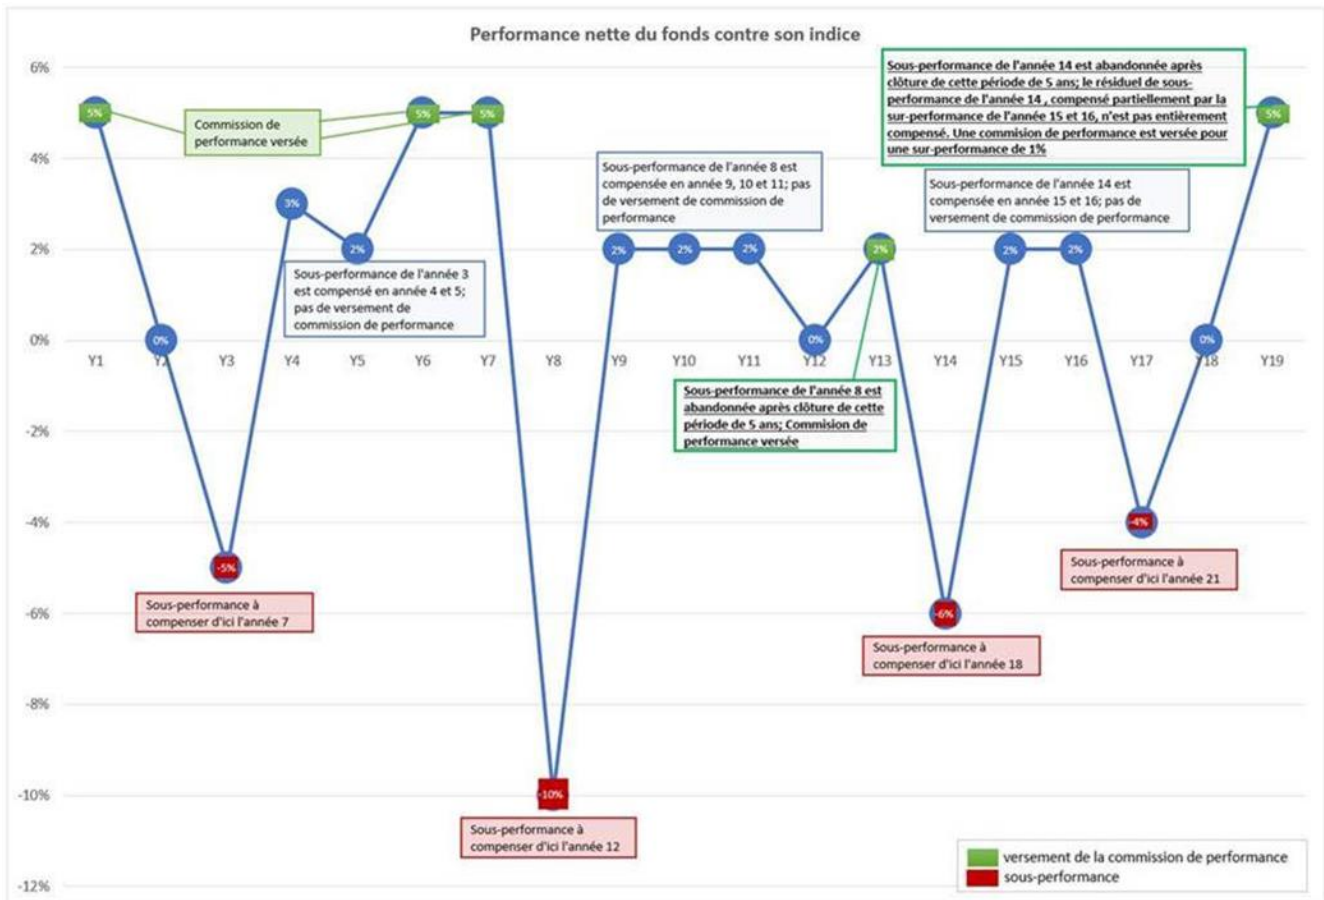 Performance nette du fonds contre son indice
6%
4%
2%
0%
-2%
-4%
-6%
-8%
-10%
-12%
Y1
Y2
Y3
Y4
Y5
Y6
Y7
Y8
Y9
Y10
Y11
Y12
Y13
Y14
Y15
Y16
Y17
Y18
Y19
5%
0%
-5%
3%
2%
5%
5%
-10%
2%
2%
2%
0%
2%
-6%
2%
2%
-4%
0%
5%
Commission de
performance versée
Sous-performance à
compenser d'ici l'année 7
Sous-performance de l'année 3
est compensé en année 4 et 5;
pas de versement de
commission de performance
Sous-performance à
compenser d'ici l'année 12
Sous-performance de l'année 8 est
compensée en année 9, 10 et 11; pas
de versement de commission de
performance
Sous-performance de l'année 8 est
abandonnée après clôture de cette
période de 5 ans; Commision de
performance versée
Sous-performance à
compenser d'ici l'année 18
Sous-performance de l'année 14 est
compensée en année 15 et 16; pas de
versement de commission de performance
Sous-performance à
compenser d'ici l'année 21
Sous-performance de l'année 14 est abandonnée après
clôture de cette période de 5 ans; le résiduel de sous-
performance de l'année 14 , compensé partiellement par la
sur-performance de l'année 15 et 16, n'est pas entièrement
compensé. Une commision de performance est versée pour
une sur-performance de 1%
versement de la commission de performance
sous-performance